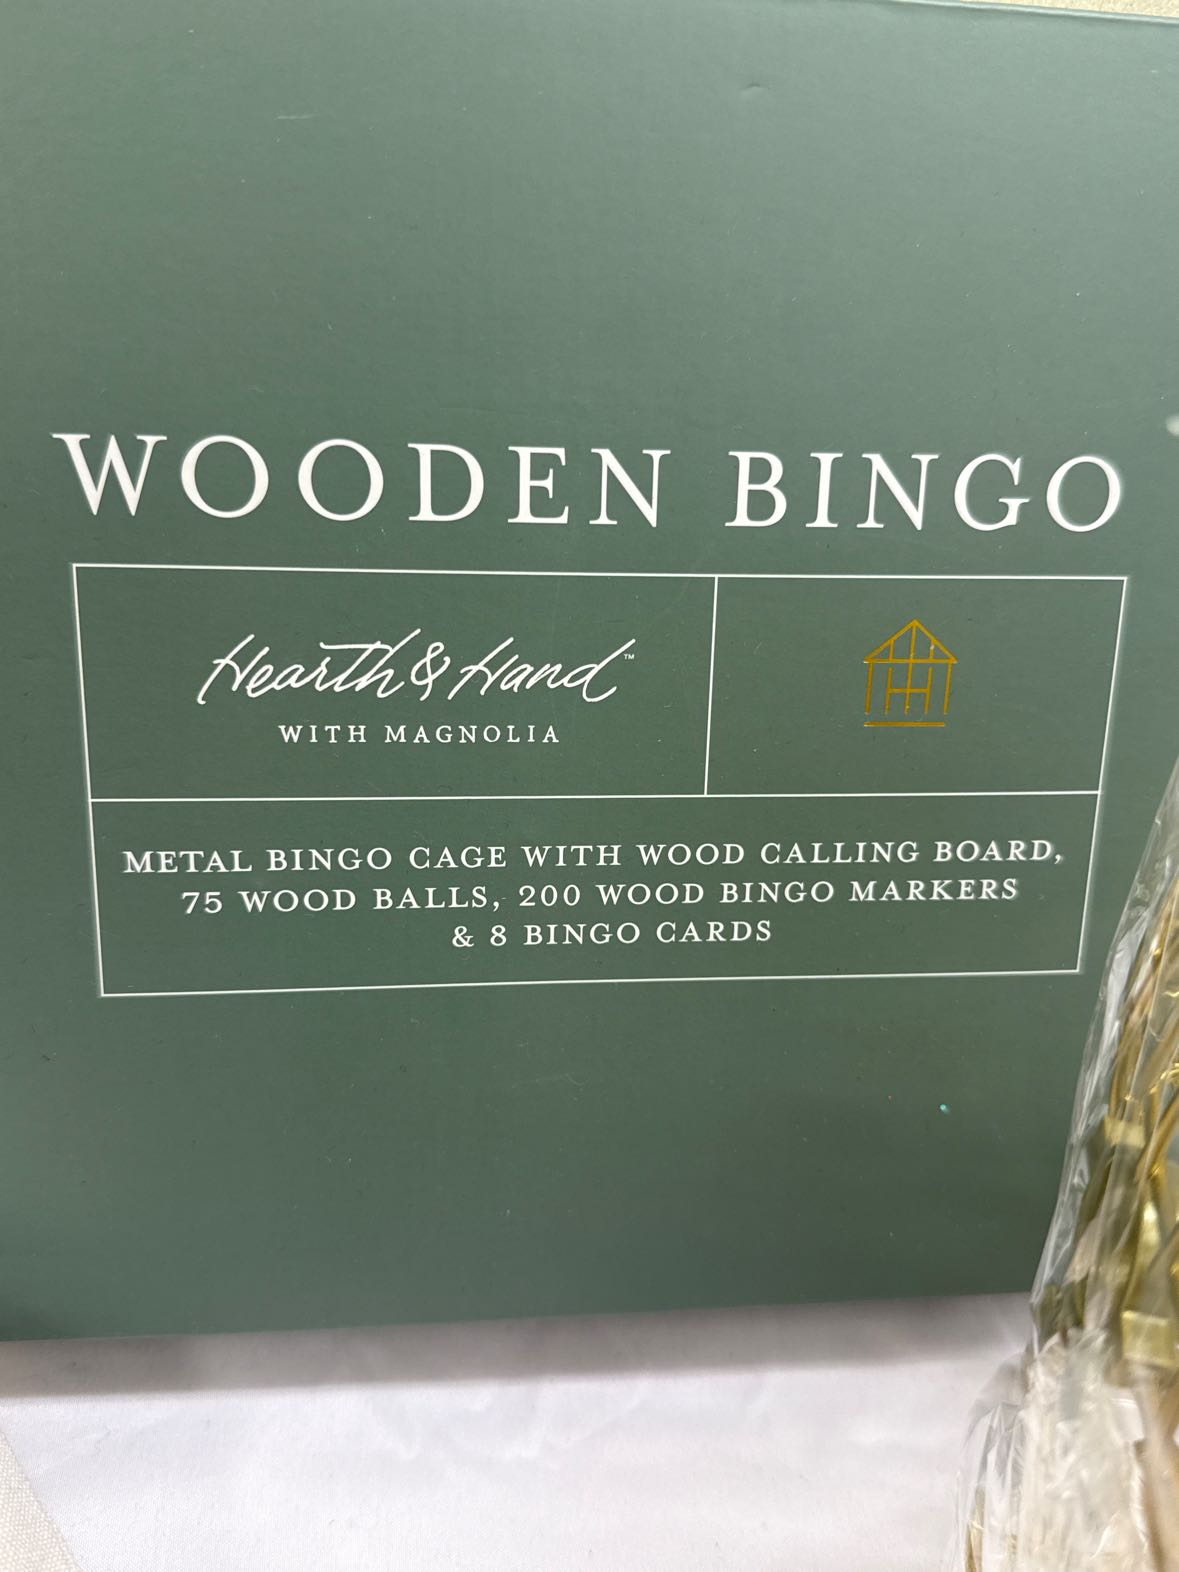 WOODEN BINGO
Hearth & Hand™
WITH MAGNOLIA
METAL BINGO CAGE WITH WOOD CALLING BOARD,
75 WOOD BALLS, 200 WOOD BINGO MARKERS
& 8 BINGO CARDS